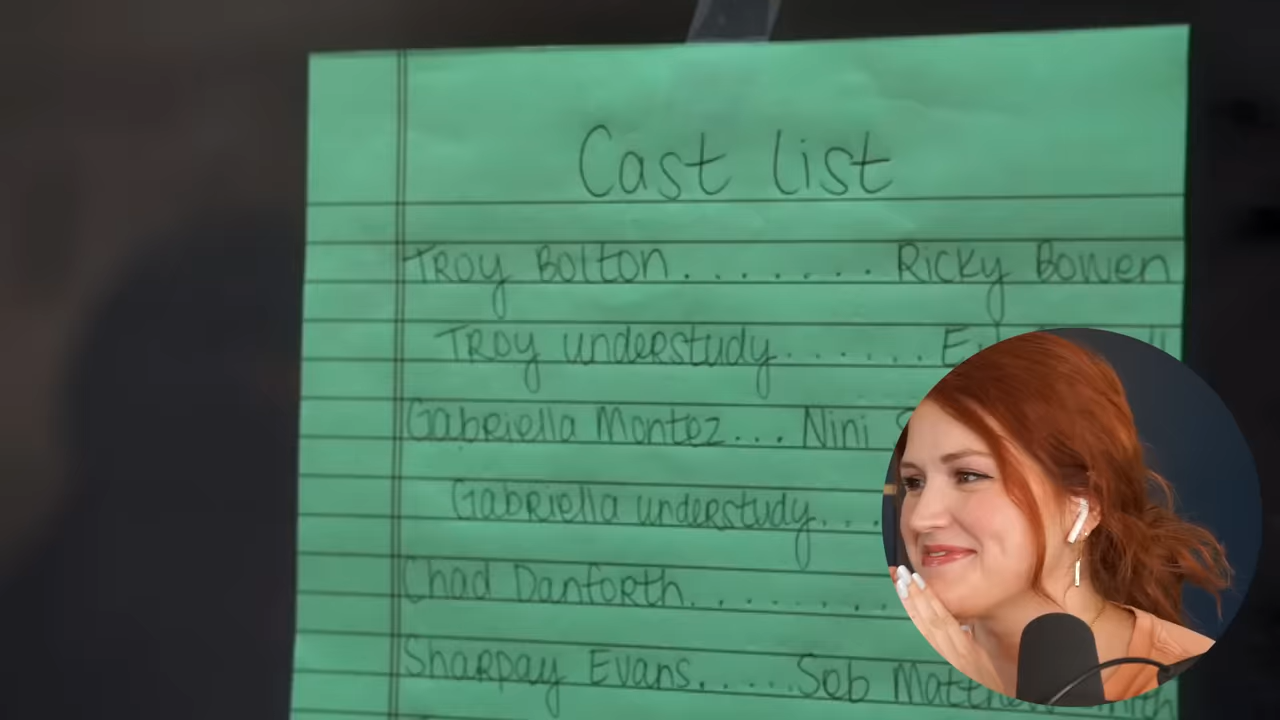 Cast list
Troy Bolton........ Ricky Bowen
Troy understudy.......
Gabriella Montez... Nini
Gabriella understudy...
Chad Danforth........
Sharpay Evans..... Seb